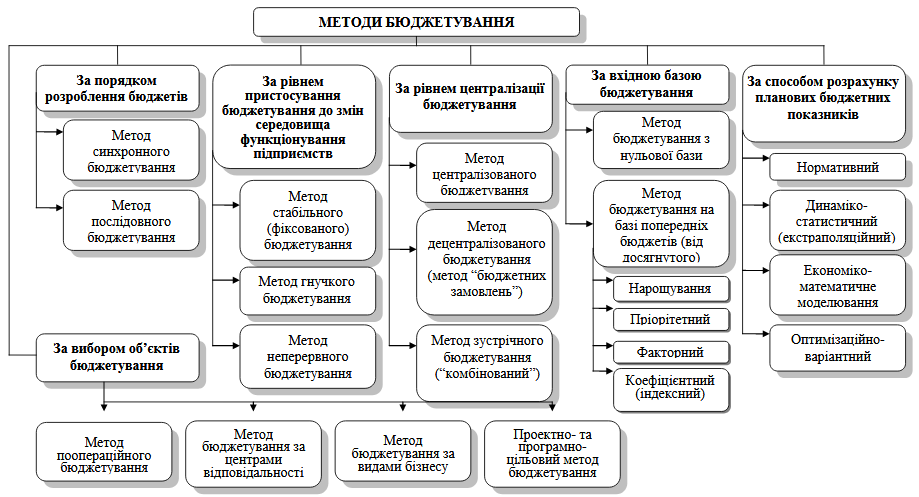 МЕТОДИ БЮДЖЕТУВАННЯ
За порядком
розроблення бюджетів
Метод
синхронного
бюджетування
Метод
послідовного
бюджетування
За рівнем
пристосування
бюджетування до змін
середовища
функціонування
підприємств
Метод
стабільного
(фіксованого)
бюджетування
Метод гнучкого
бюджетування
Метод
неперервного
бюджетування
За рівнем централізації
бюджетування
Метод
централізованого
бюджетування
Метод
децентралізованого
бюджетування
(метод “бюджетних
замовлень”)
Метод зустрічного
бюджетування
(“комбінований”)
За вхідною базою
бюджетування
Метод
бюджетування з
нульової бази
Метод
бюджетування на
базі попередніх
бюджетів (від
досягнутого)
Нарощування
Пріоритетний
Факторний
Коефіцієнтний
(індексний)
За способом розрахунку
планових бюджетних
показників
Нормативний
Динаміко-
статистичний
(екстраполяційний)
Економіко-
математичне
моделювання
Оптимізаційно-
варіантний
За вибором об’єктів
бюджетування
Метод
поопераційного
бюджетування
Метод
бюджетування за
центрами
відповідальності
Метод
бюджетування за
видами бізнесу
Проектно- та
програмно-
цільовий метод
бюджетування